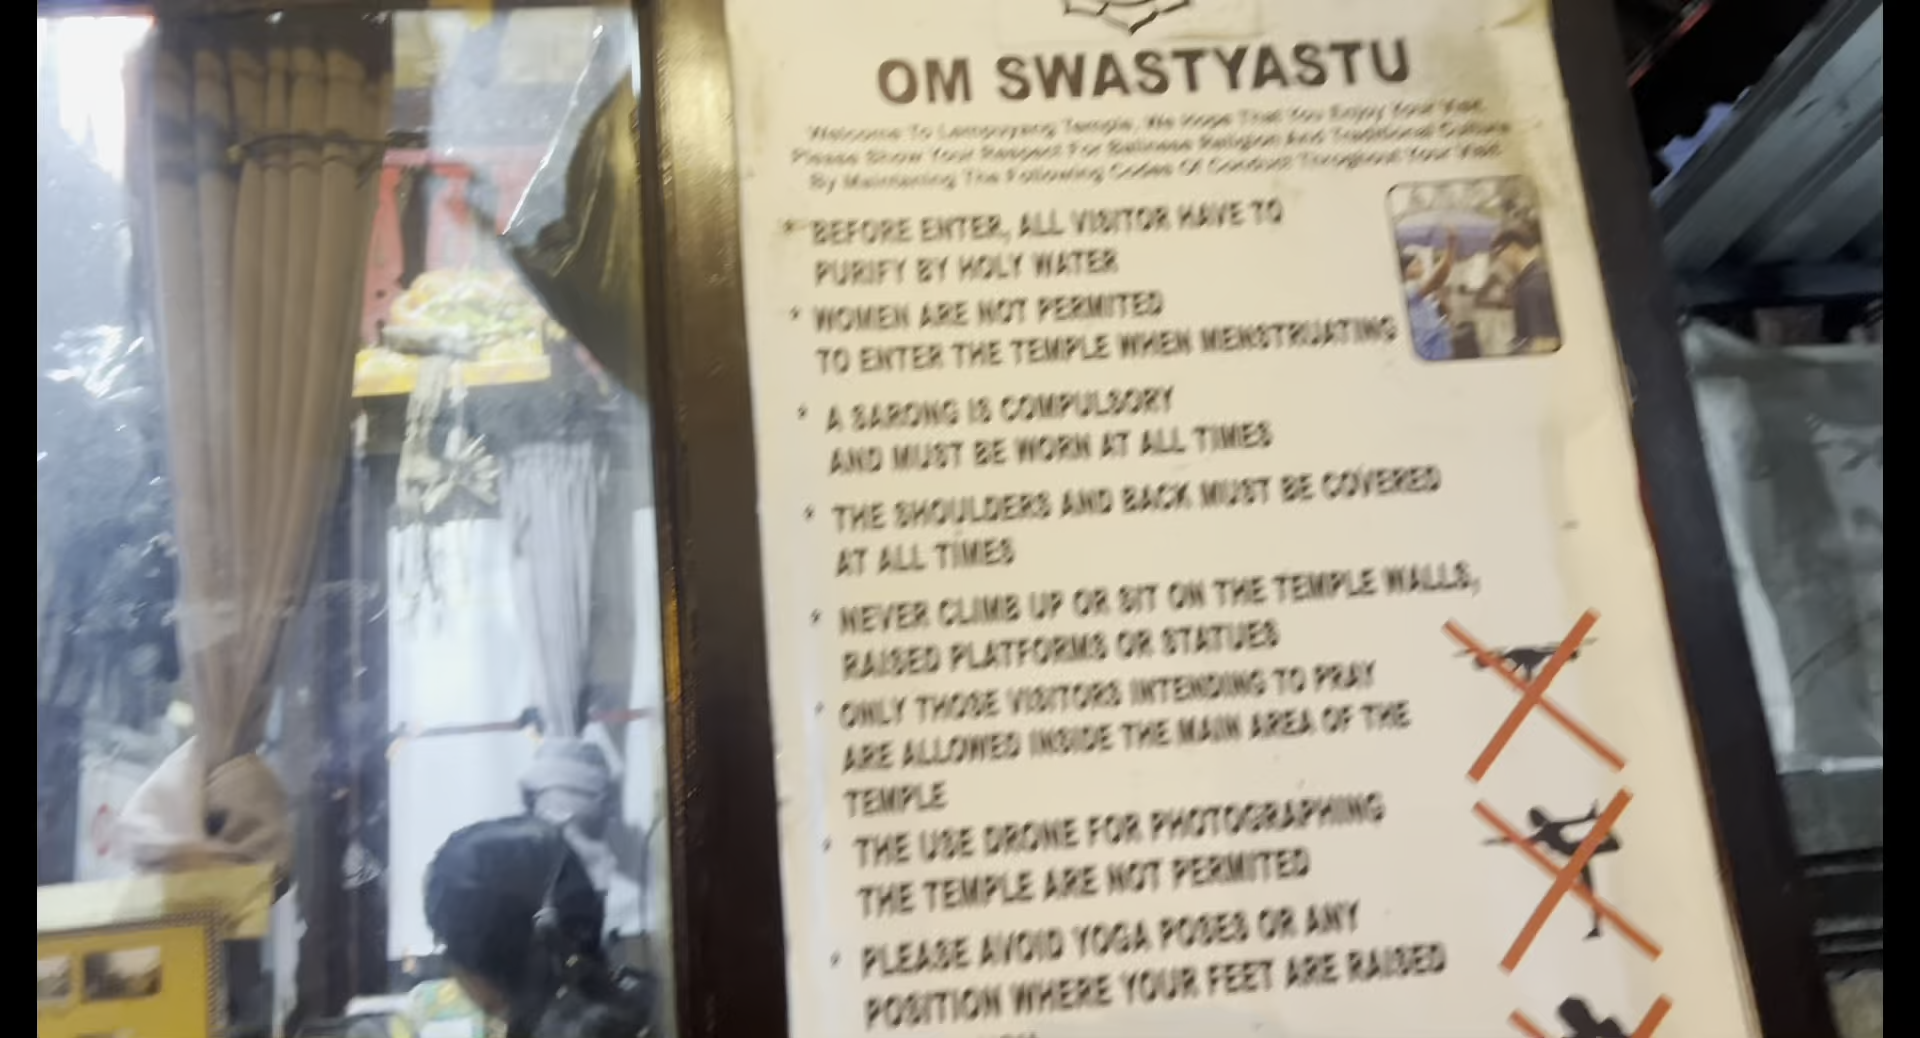 OM SWASTYASTU
Welcome To Lempuyang Temple, We Hope That You Enjoy Your Visit.
Please Show Your Respect For Balinese Religion And Traditional Culture
By Maintaining The Following Codes Of Conduct Throghout Your Visit.
* BEFORE ENTER, ALL VISITOR HAVE TO
PURIFY BY HOLY WATER
* WOMEN ARE NOT PERMITED
TO ENTER THE TEMPLE WHEN MENSTRUATING
* A SARONG IS COMPULSORY
AND MUST BE WORN AT ALL TIMES
* THE SHOULDERS AND BACK MUST BE COVERED
AT ALL TIMES
* NEVER CLIMB UP OR SIT ON THE TEMPLE WALLS,
RAISED PLATFORMS OR STATUES
* ONLY THOSE VISITORS INTENDING TO PRAY
ARE ALLOWED INSIDE THE MAIN AREA OF THE
TEMPLE
* THE USE DRONE FOR PHOTOGRAPHING
THE TEMPLE ARE NOT PERMITED
* PLEASE AVOID YOGA POSES OR ANY
POSITION WHERE YOUR FEET ARE RAISED